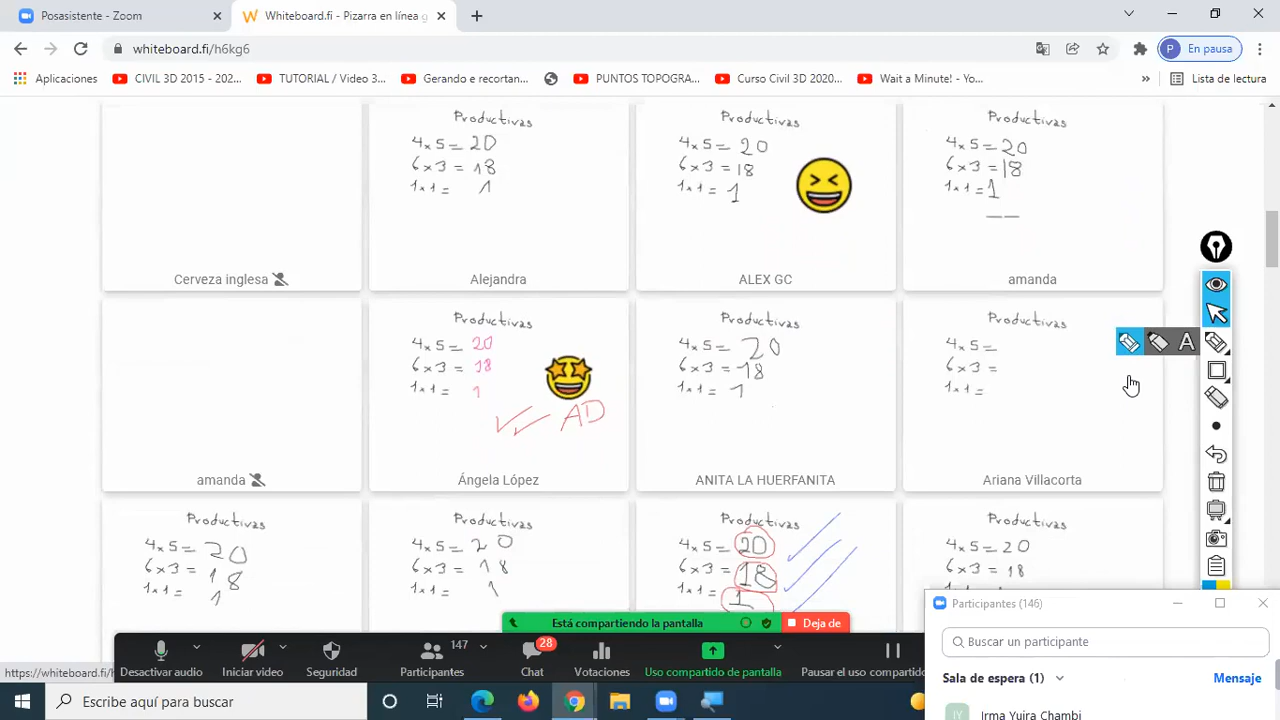 Posasistente - Zoom
Whiteboard.fi - Pizarra en línea g
whiteboard.fi/h6kg6
P En pausa
Aplicaciones
CIVIL 3D 2015 - 202...
TUTORIAL / Video 3...
Gerando e recortan...
PUNTOS TOPOGRA...
Curso Civil 3D 2020...
Wait a Minute! - Yo...
»
Lista de lectura
Productivas
4x5=20
6x3=18
1x1= 1
Alejandra
Productivas
4x5=20
6x3=18
1x1= 1
ALEX GC
Productivas
4x5=20
6x3=18
1x1=1
amanda
Cerveza inglesa
amanda
Productivas
4x5=20
6x3=18
1x1= 1
AD
Ángela López
Productivas
4x5=20
6x3=18
1x1= 1
ANITA LA HUERFANITA
Productivas
4x5=
6x3=
1x1=
Ariana Villacorta
A
Productivas
4x5=20
6x3=18
1x1= 1
Productivas
4x5=20
6x3=18
1x1= 1
Productivas
4x5=20
6x3=18
1x1=1
Productivas
4x5=20
6x3=18
Está compartiendo la pantalla
Deja de
Desactivar audio
Iniciar video
Seguridad
147
Participantes
28
Chat
Votaciones
Uso compartido de pantalla
Pausar el uso compartido
Participantes (146)
Buscar un participante
Sala de espera (1)
Mensaje
IY Irma Yuira Chambi
https://whiteboard.fi/h
Escribe aquí para buscar